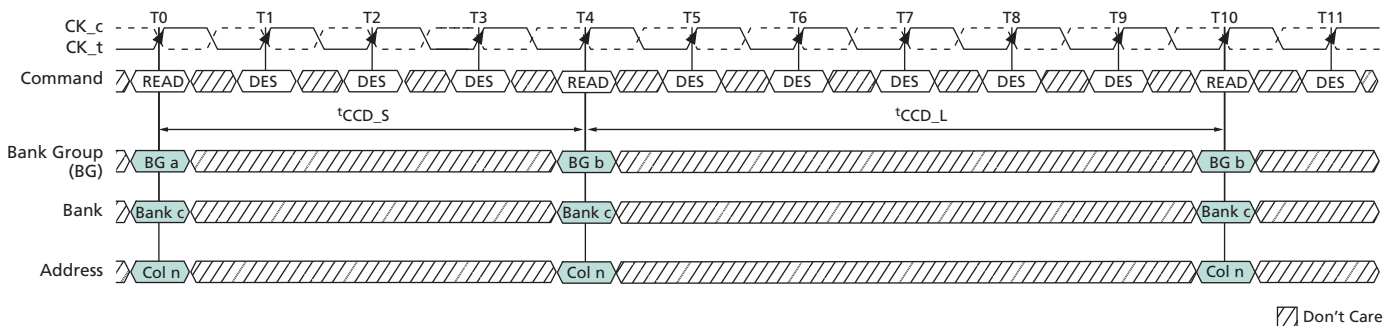 T0 T1 T2 T3 T4 T5 T6 T7 T8 T9 T10 T11
CK_c
CK_t
Command READ DES DES DES READ DES DES DES DES DES READ DES
tCCD_S tCCD_L
Bank Group
(BG)
BG a BG b BG b
Bank Bank c Bank c Bank c
Address Col n Col n Col n
Don't Care